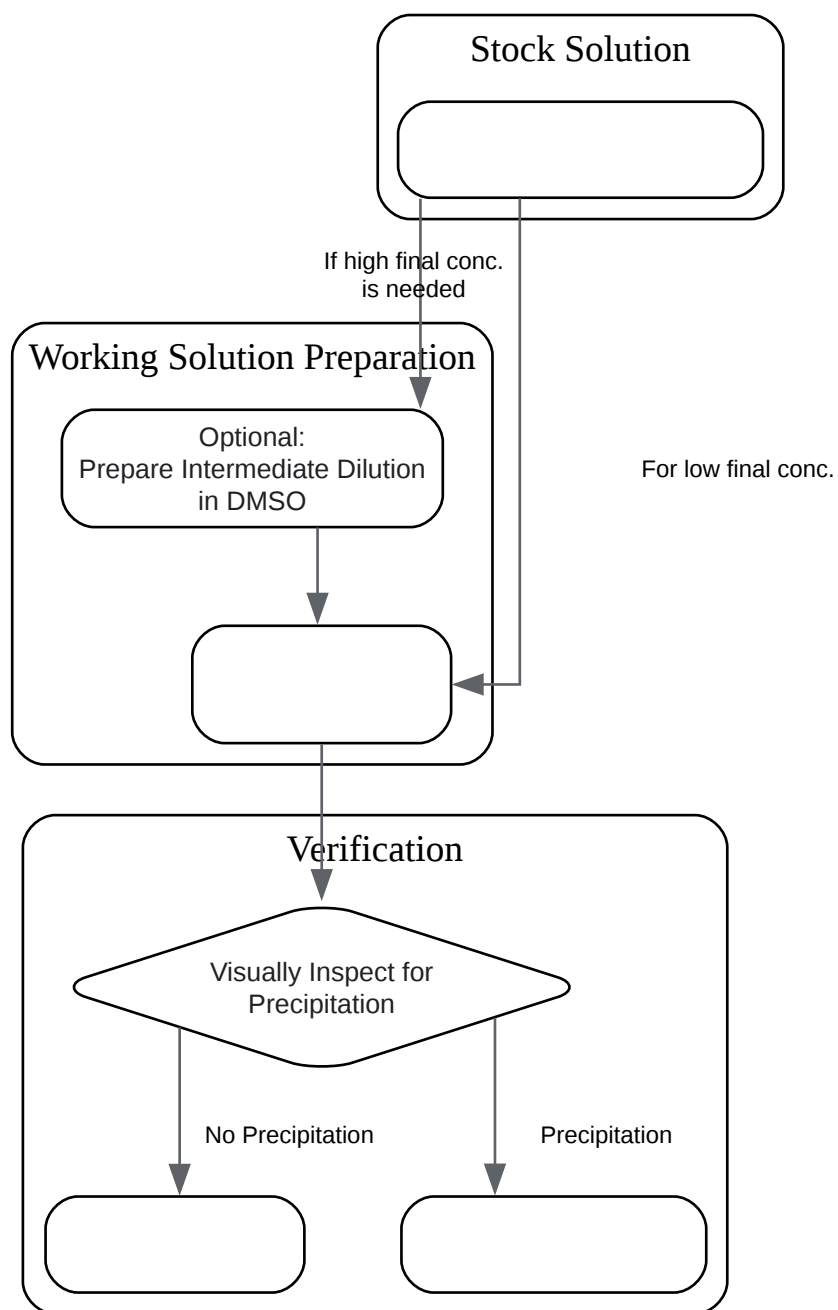 Stock Solution
If high final conc.
is needed
Working Solution Preparation
Optional:
Prepare Intermediate Dilution
in DMSO
For low final conc.
Verification
Visually Inspect for
Precipitation
No Precipitation
Precipitation